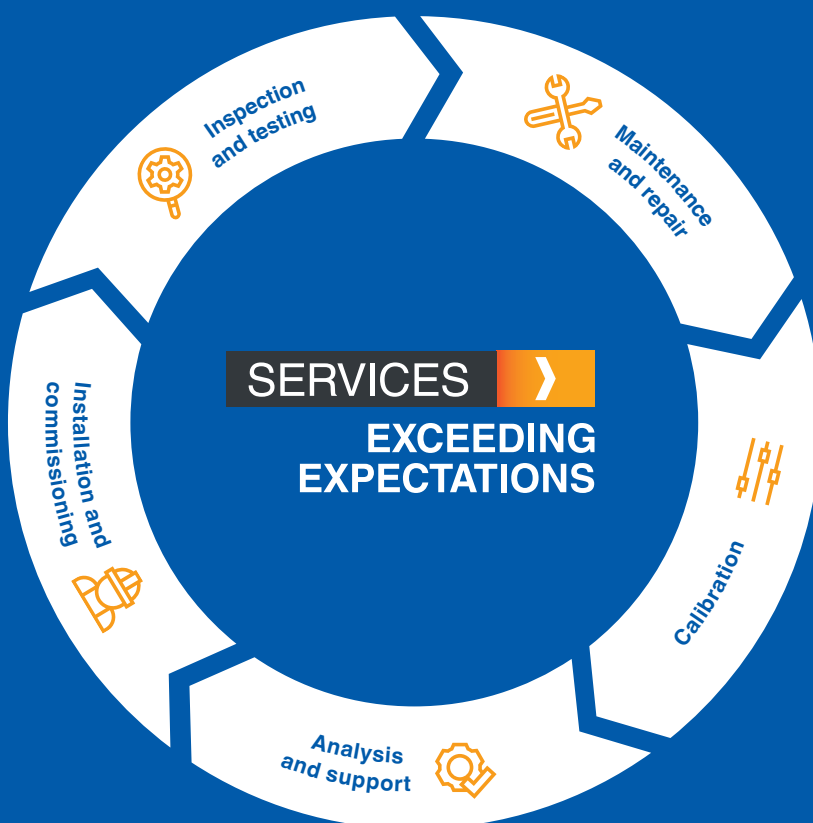 Inspection
and testing
Maintenance
and repair
SERVICES
EXCEEDING
EXPECTATIONS
Installation and
commissioning
Calibration
Analysis
and support